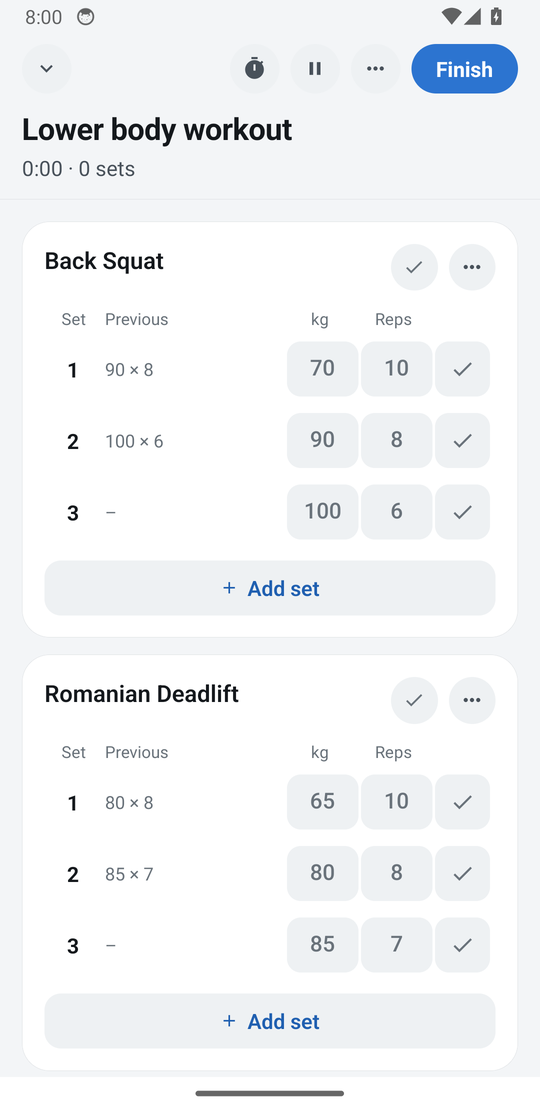 8:00
Finish
Lower body workout
0:00 · 0 sets
Back Squat
Set Previous kg Reps
1 90 × 8 70 10
2 100 × 6 90 8
3 – 100 6
+ Add set
Romanian Deadlift
Set Previous kg Reps
1 80 × 8 65 10
2 85 × 7 80 8
3 – 85 7
+ Add set